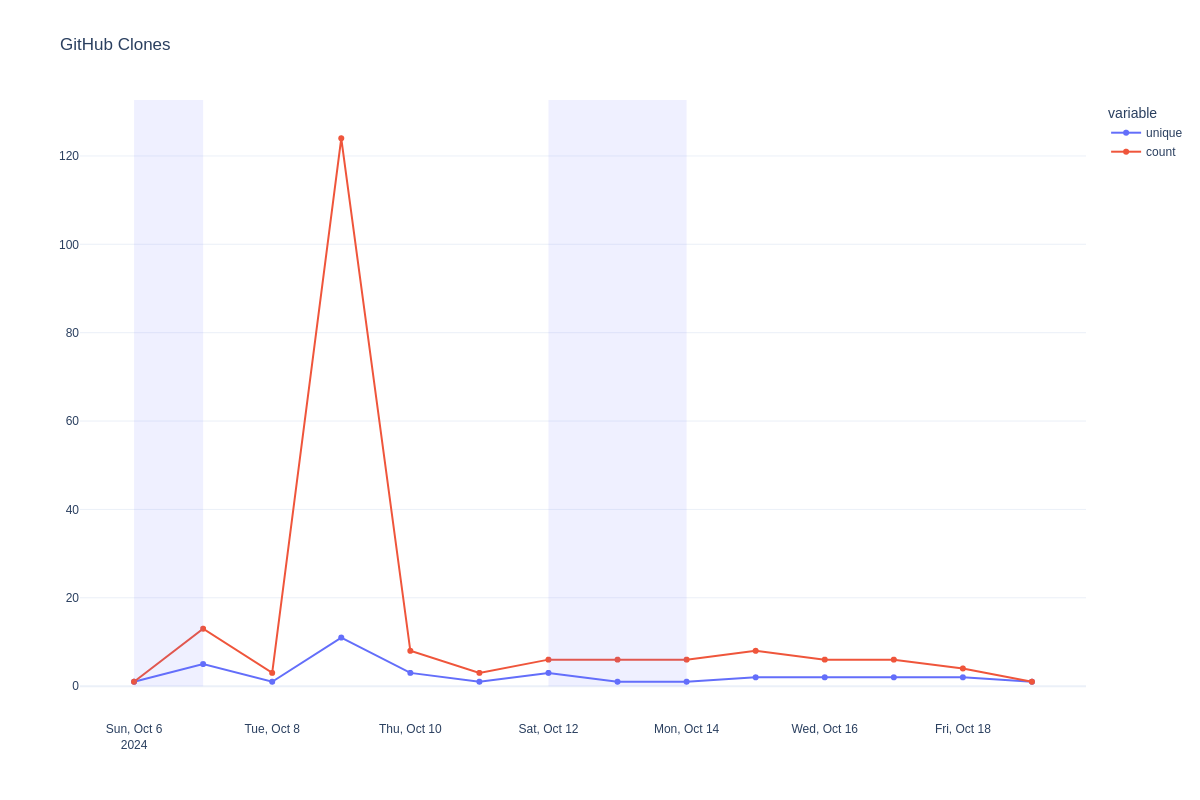 GitHub Clones
variable
unique
count
120
100
80
60
40
20
0
Sun, Oct 6
2024
Tue, Oct 8
Thu, Oct 10
Sat, Oct 12
Mon, Oct 14
Wed, Oct 16
Fri, Oct 18